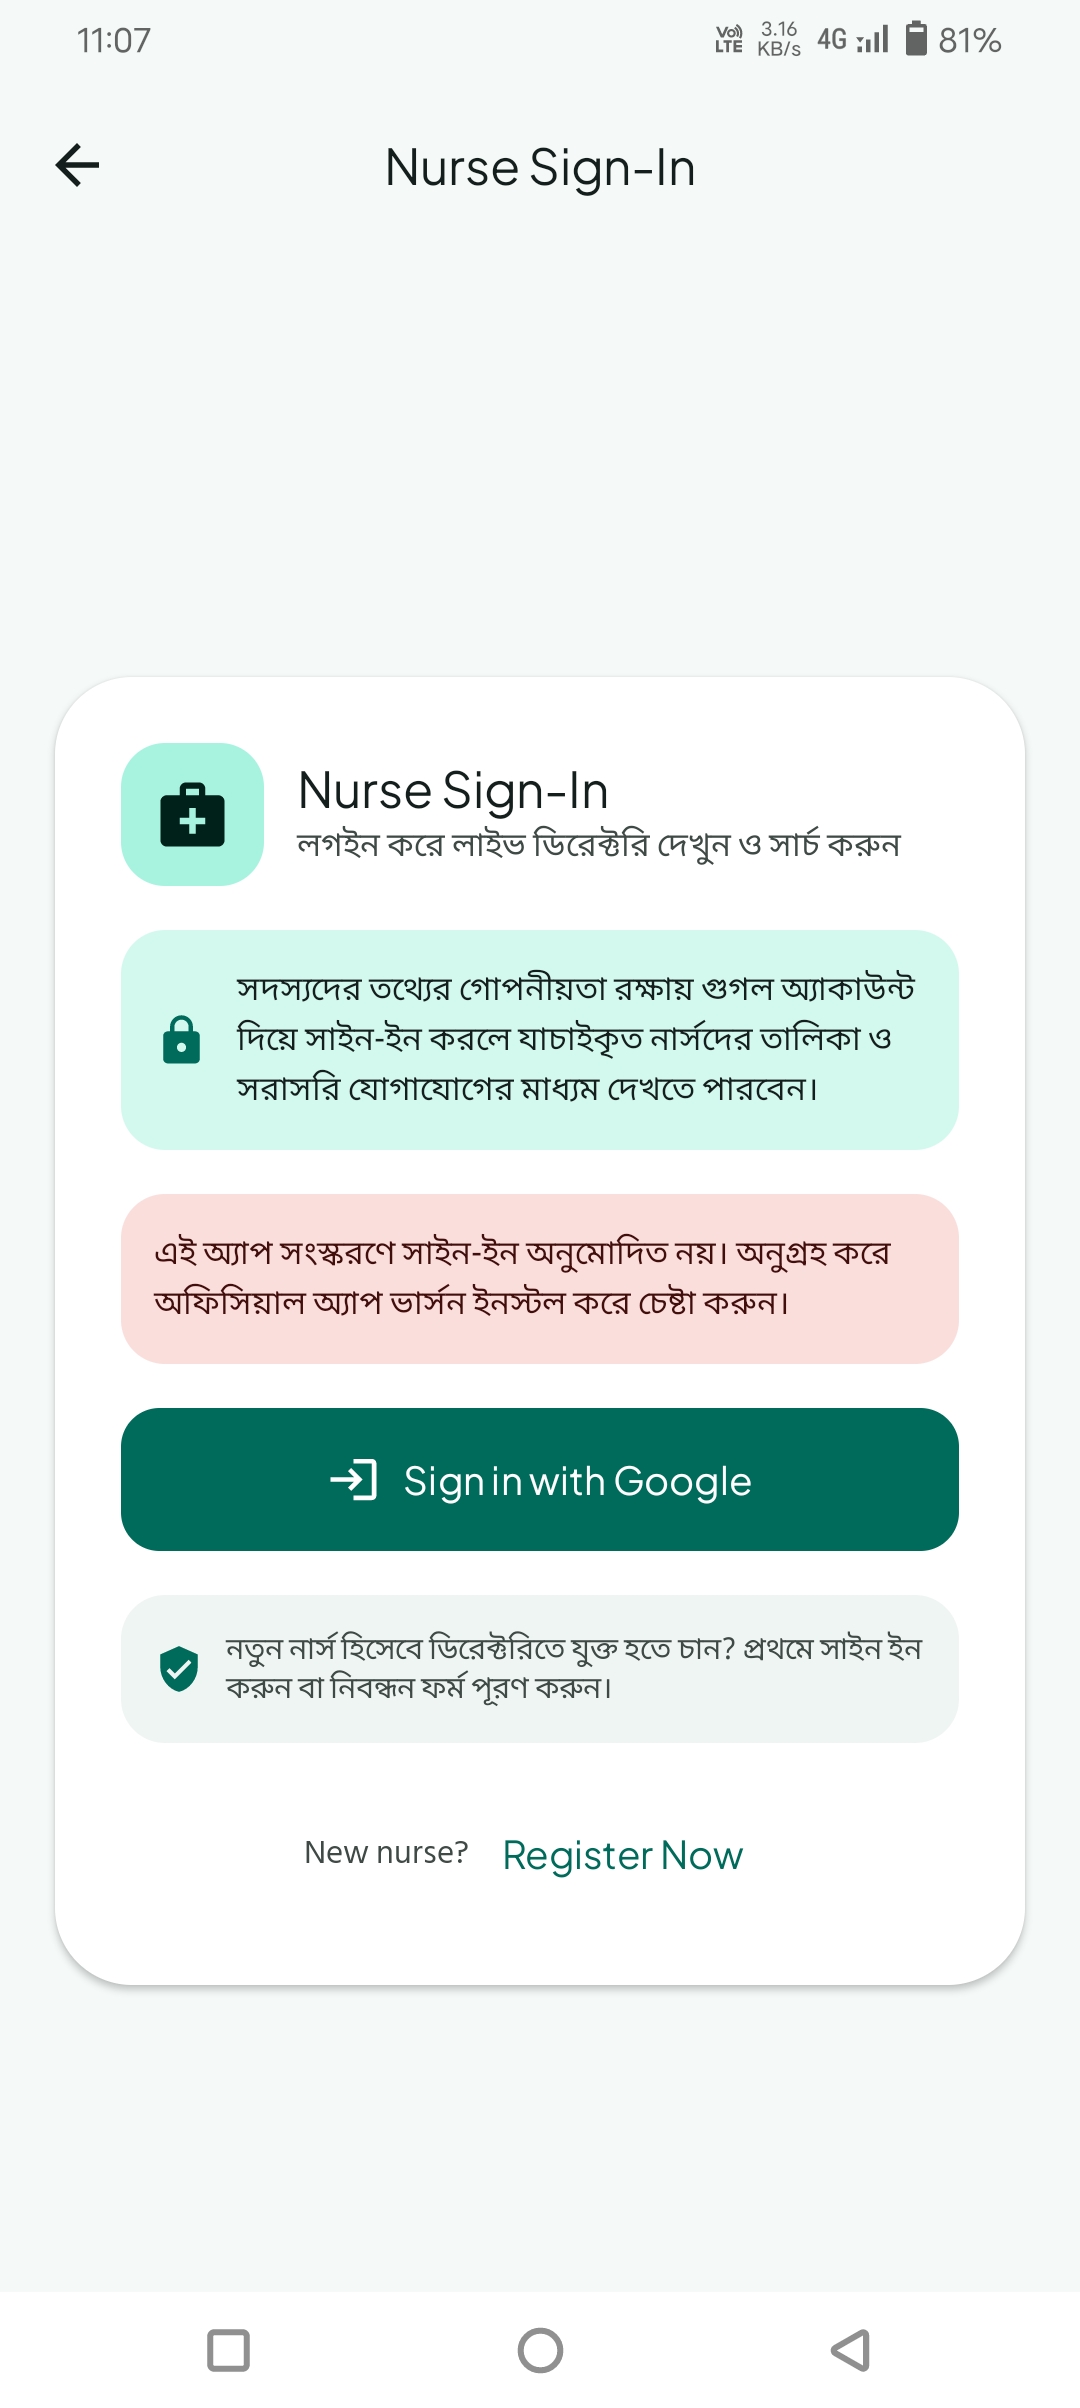 11:07
Vo)) LTE 3.16 KB/s 4G 81%
Nurse Sign-In
Nurse Sign-In
লগইন করে লাইভ ডিরেক্টরি দেখুন ও সার্চ করুন
সদস্যদের তথ্যের গোপনীয়তা রক্ষায় গুগল অ্যাকাউন্ট
দিয়ে সাইন-ইন করলে যাচাইকৃত নার্সদের তালিকা ও
সরাসরি যোগাযোগের মাধ্যম দেখতে পারবেন।
এই অ্যাপ সংস্করণে সাইন-ইন অনুমোদিত নয়। অনুগ্রহ করে
অফিসিয়াল অ্যাপ ভার্সন ইনস্টল করে চেষ্টা করুন।
Sign in with Google
নতুন নার্স হিসেবে ডিরেক্টরিতে যুক্ত হতে চান? প্রথমে সাইন ইন
করুন বা নিবন্ধন ফর্ম পূরণ করুন।
New nurse? Register Now